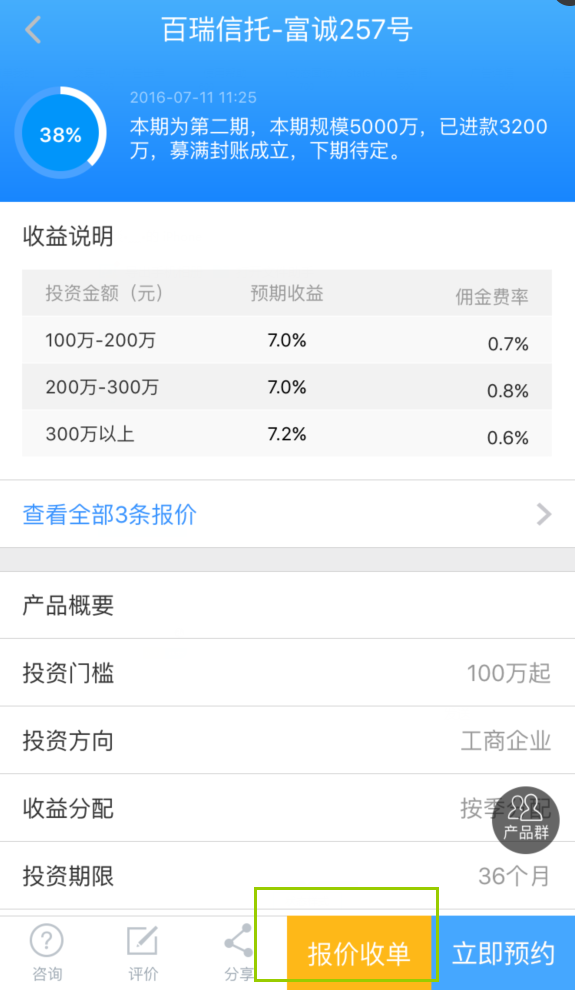 百瑞信托-富诚257号
38%
2016-07-11 11:25
本期为第二期，本期规模5000万，已进款3200
万，募满封账成立，下期待定。
收益说明
投资金额（元） 预期收益 佣金费率
100万-200万 7.0% 0.7%
200万-300万 7.0% 0.8%
300万以上 7.2% 0.6%
查看全部3条报价
产品概要
投资门槛 100万起
投资方向 工商企业
收益分配 按季分配
产品群
投资期限 36个月
? 咨询 评价 分享 报价收单 立即预约